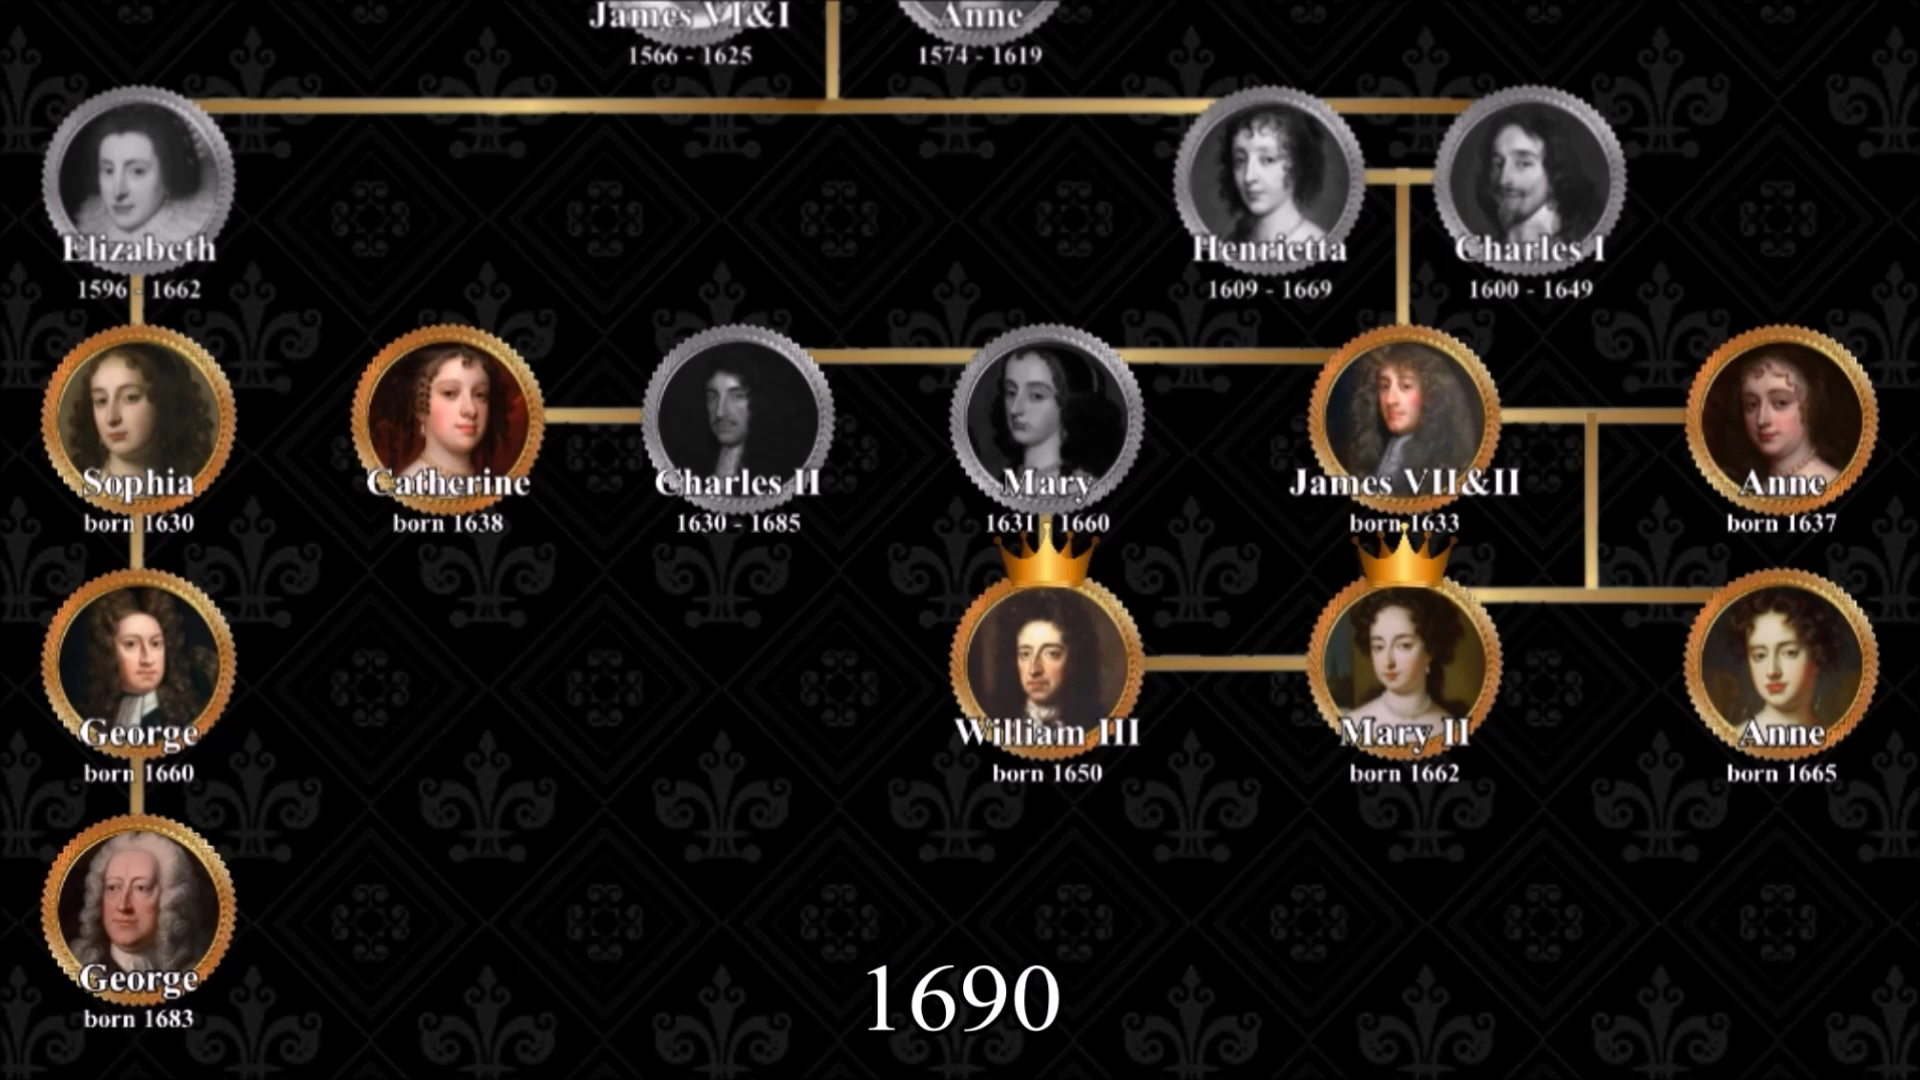 James VI&I
1566 - 1625
Anne
1574 - 1619
Elizabeth
1596 - 1662
Henrietta
1609 - 1669
Charles I
1600 - 1649
Sophia
born 1630
Catherine
born 1638
Charles II
1630 - 1685
Mary
1631 - 1660
James VII&II
born 1633
Anne
born 1637
George
born 1660
William III
born 1650
Mary II
born 1662
Anne
born 1665
George
born 1683
1690